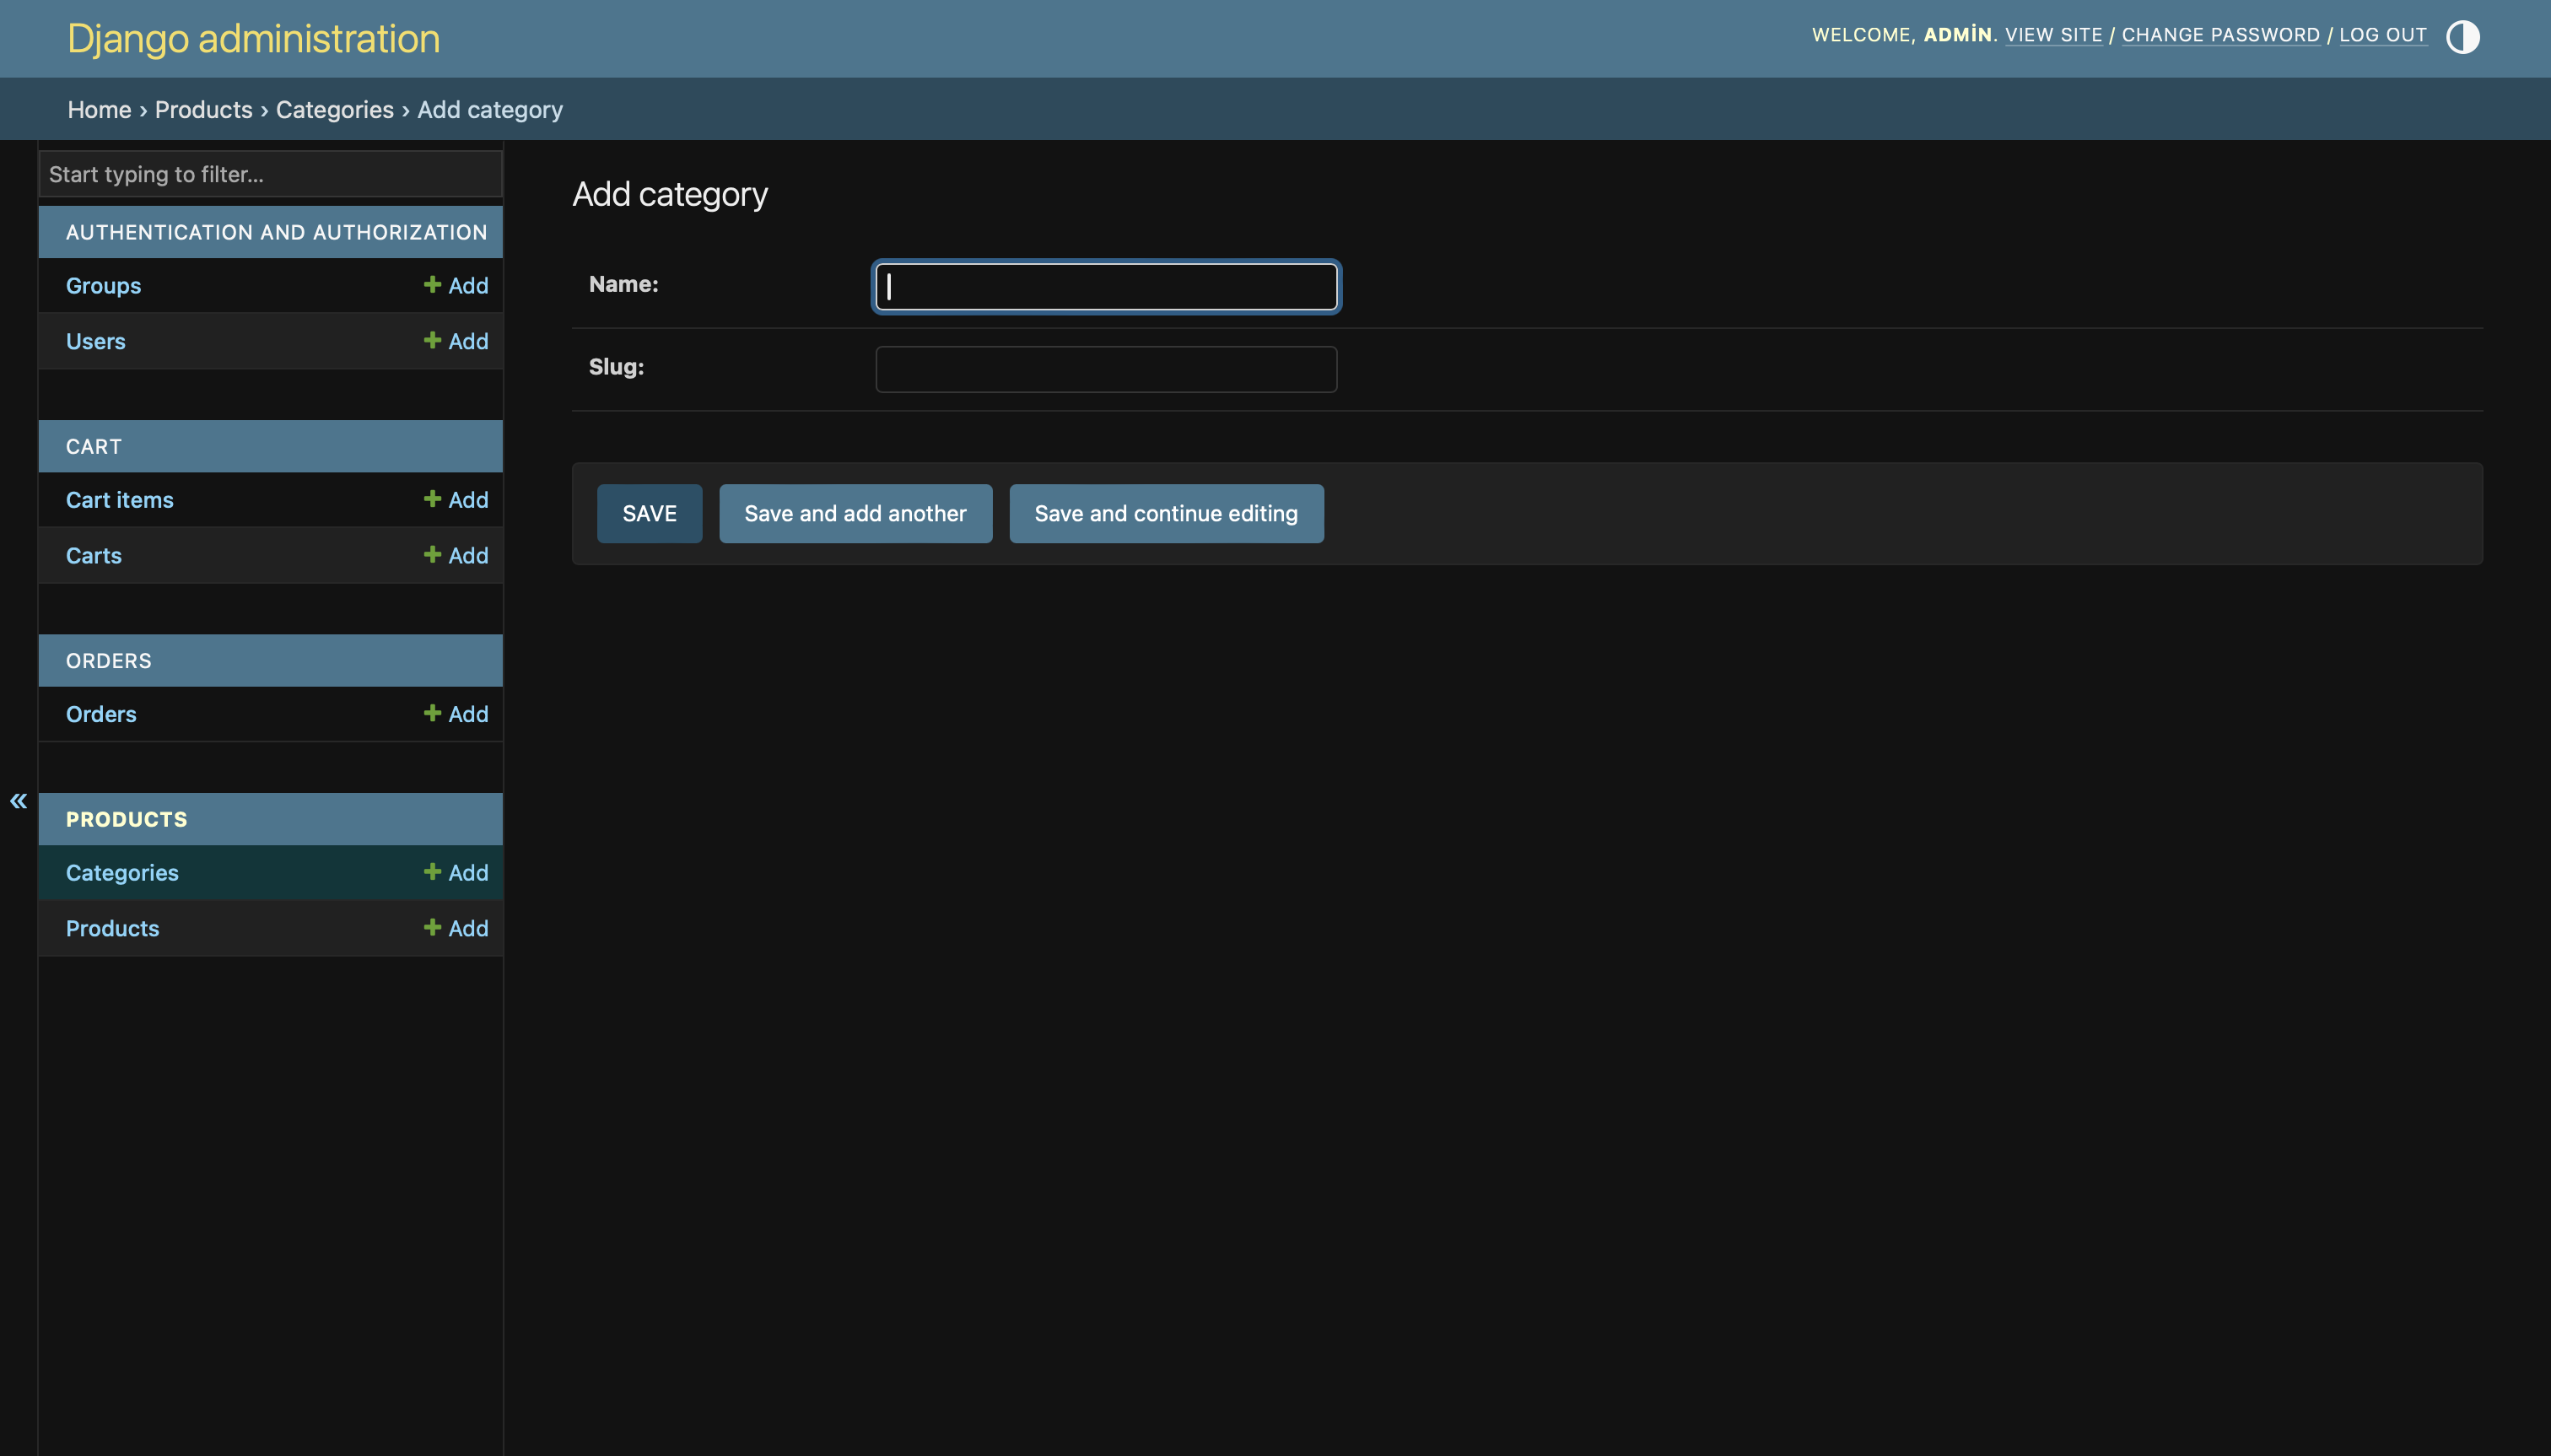 Django administration
WELCOME, ADMİN. VIEW SITE / CHANGE PASSWORD / LOG OUT
Home › Products › Categories › Add category
Start typing to filter...
AUTHENTICATION AND AUTHORIZATION
Groups + Add
Users + Add
CART
Cart items + Add
Carts + Add
ORDERS
Orders + Add
«
PRODUCTS
Categories + Add
Products + Add
Add category
Name:
Slug:
SAVE Save and add another Save and continue editing